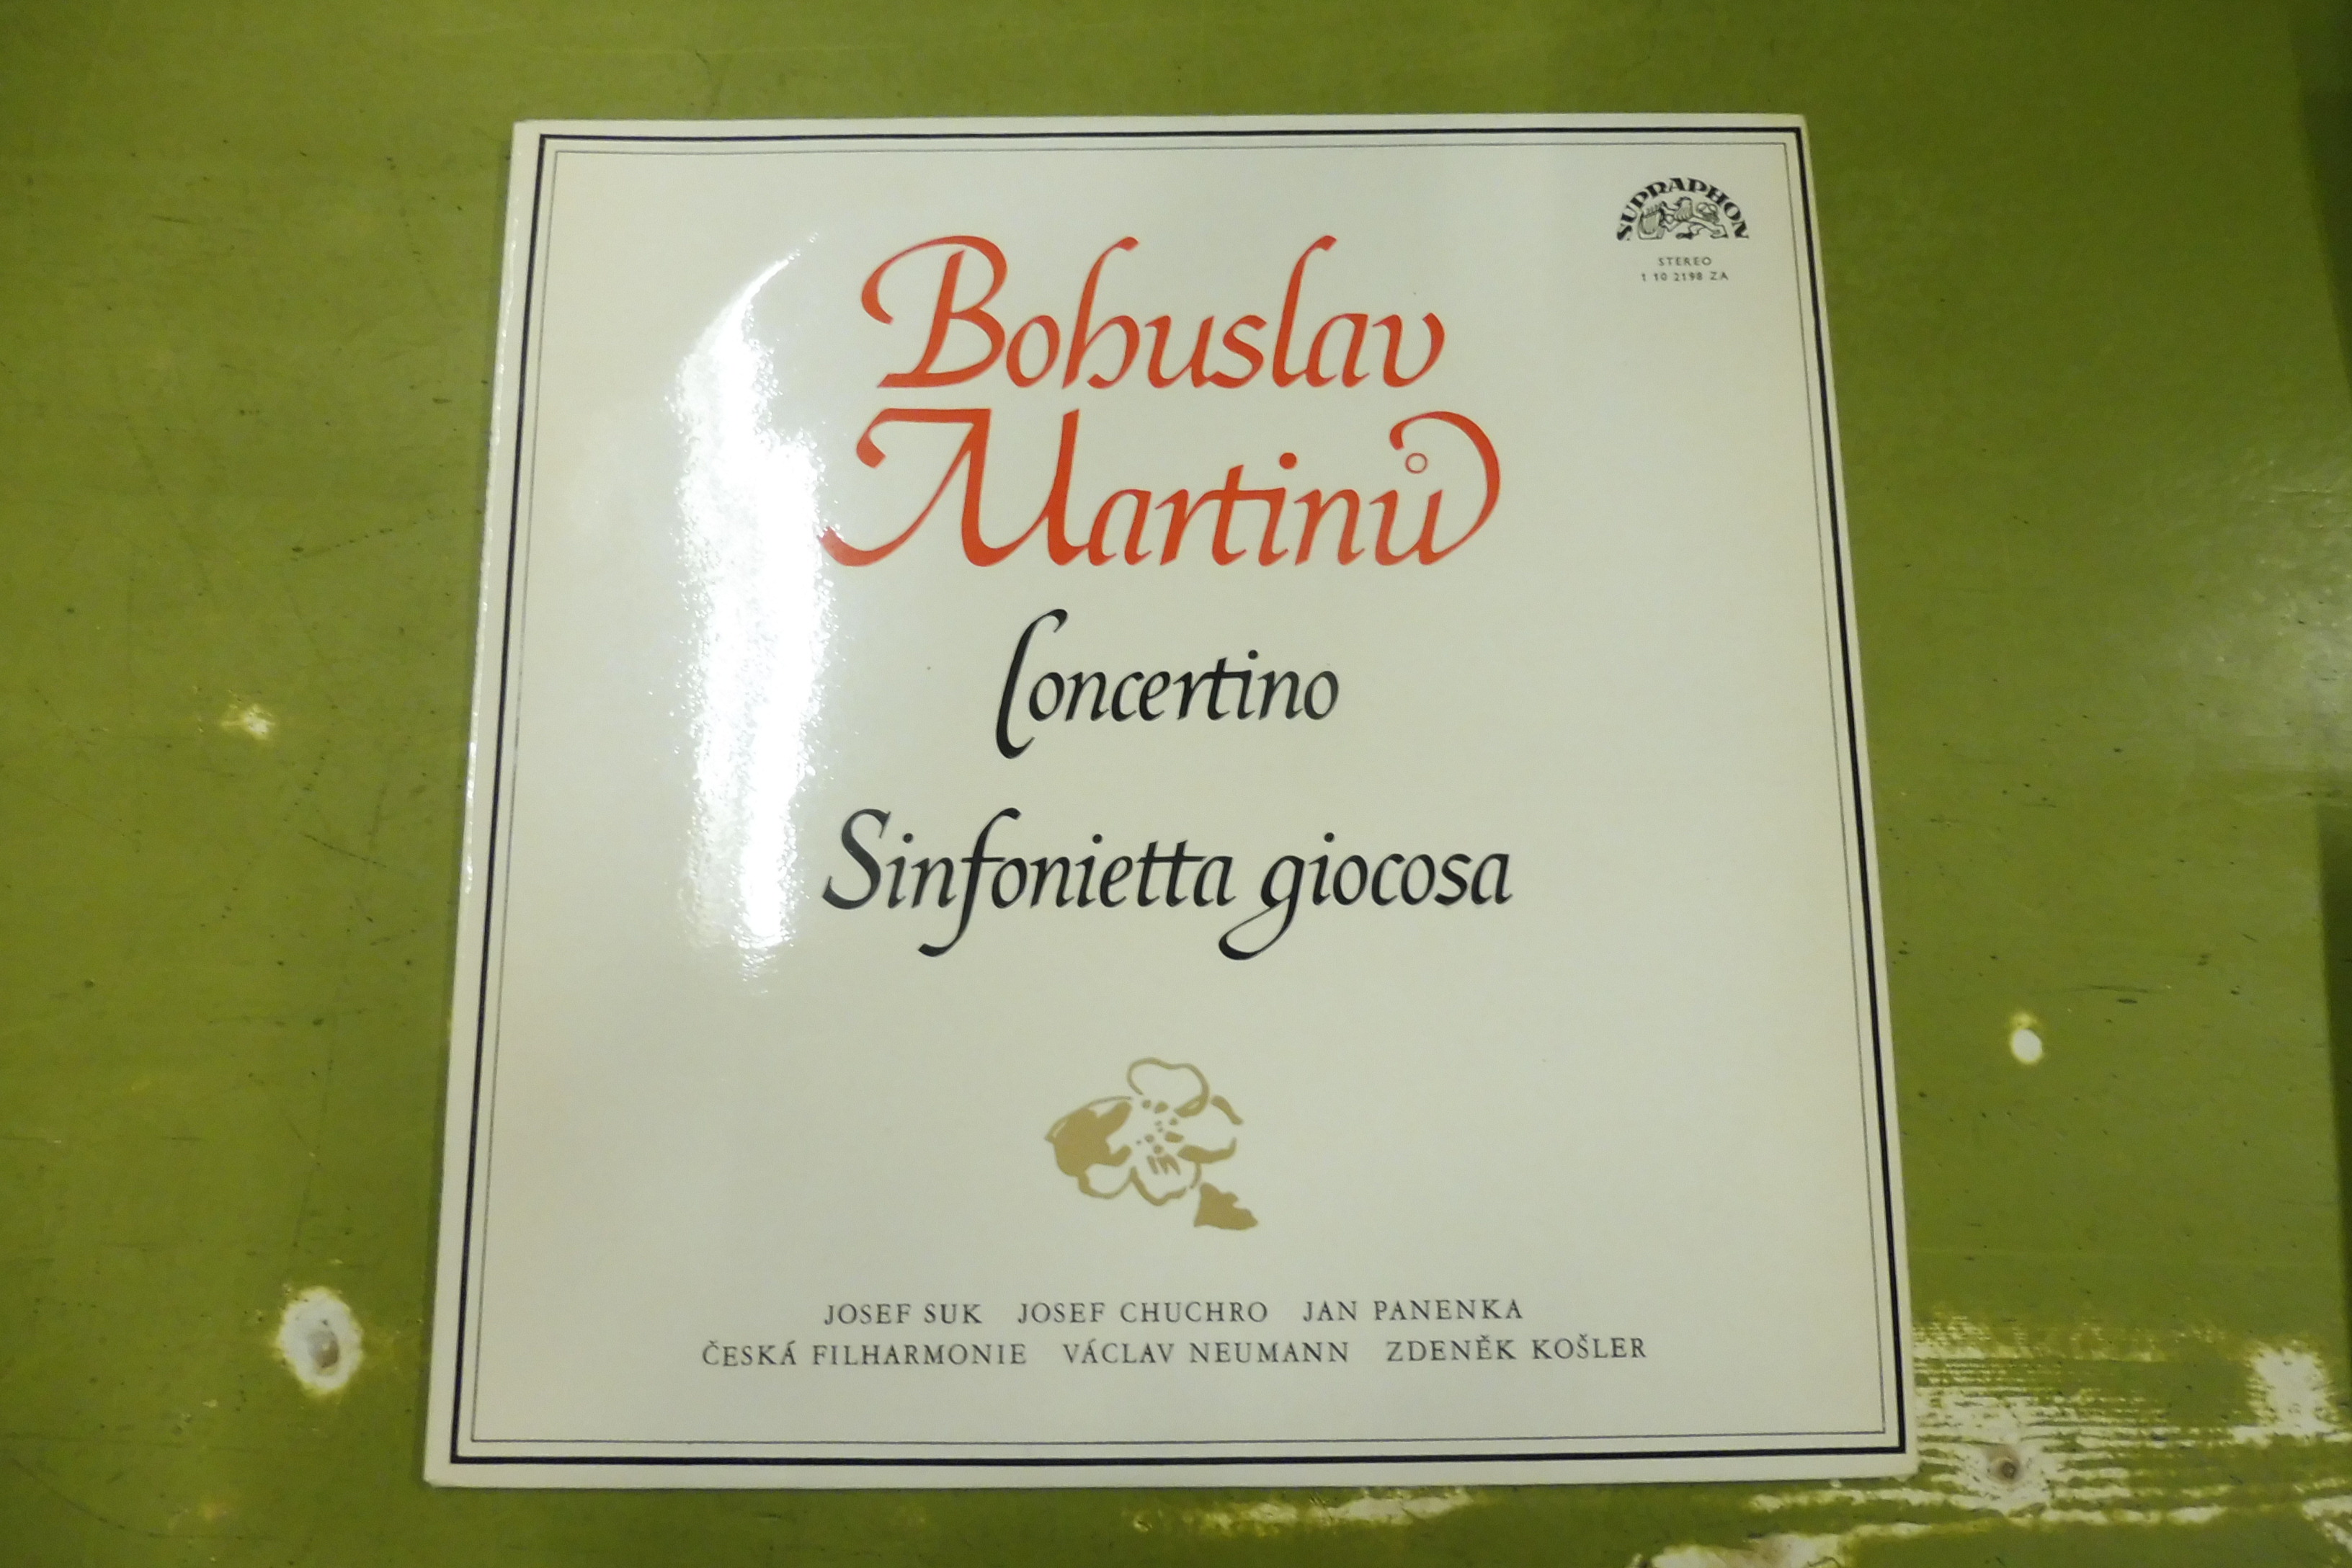 SUPRAPHON
STEREO
1 10 2198 ZA
Bohuslav
Martinů
Concertino
Sinfonietta giocosa
JOSEF SUK JOSEF CHUCHRO JAN PANENKA
ČESKÁ FILHARMONIE VÁCLAV NEUMANN ZDENĚK KOŠLER